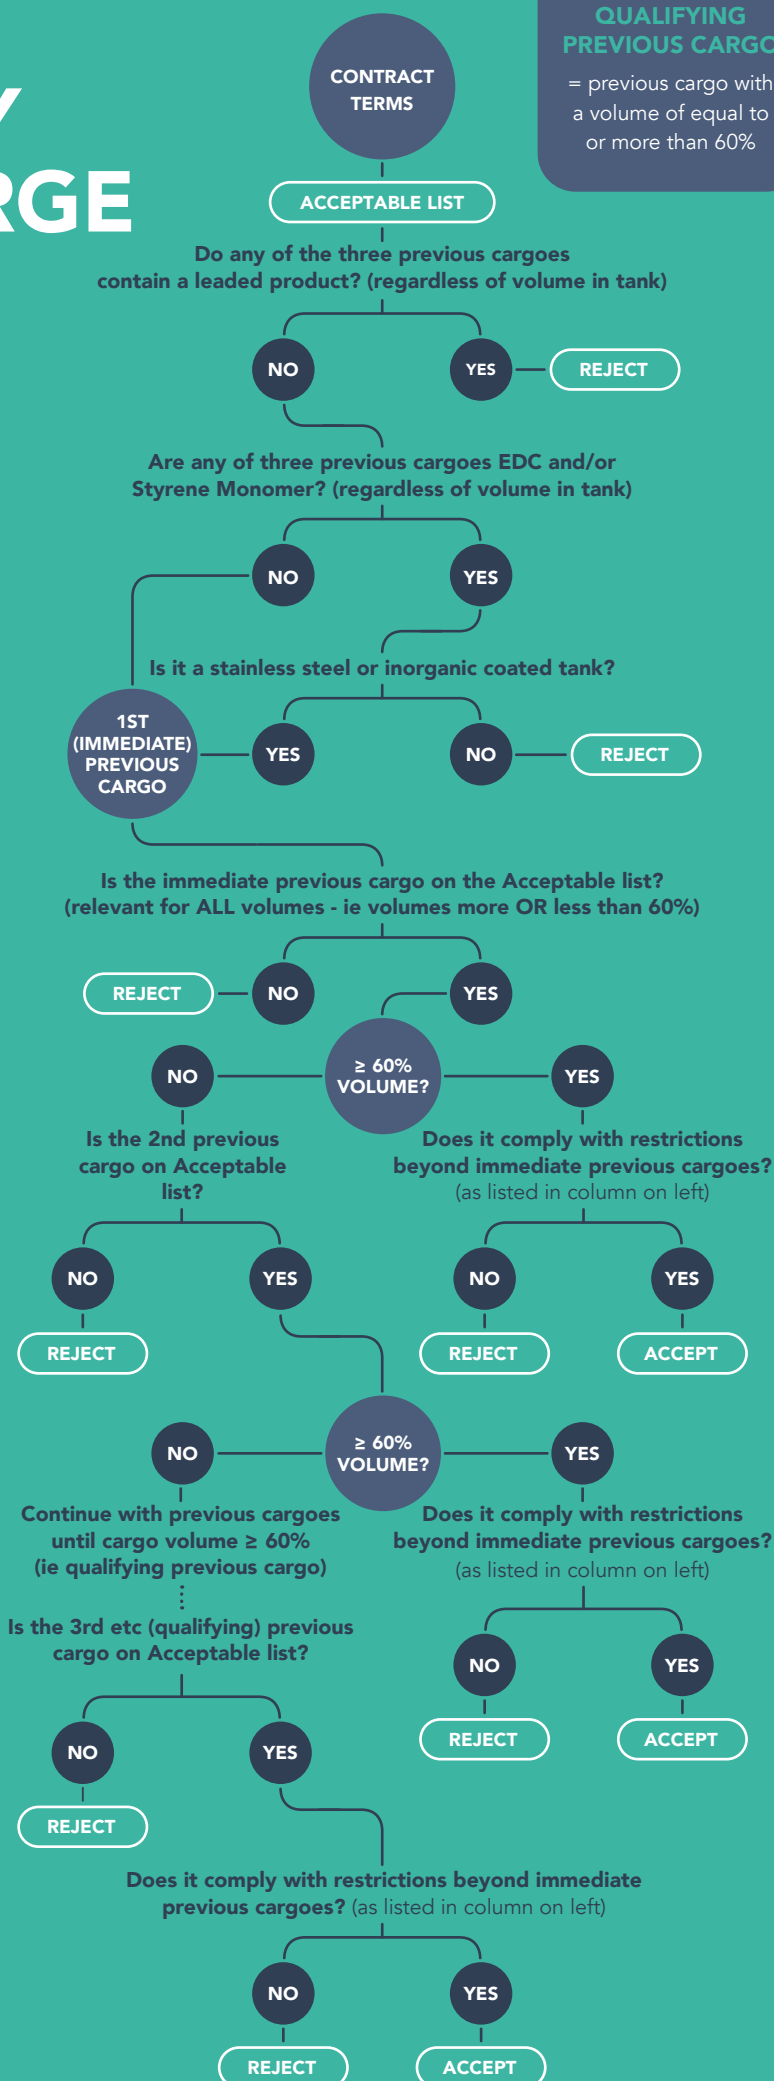 Y
RGE
QUALIFYING
PREVIOUS CARGO
= previous cargo with
a volume of equal to
or more than 60%
CONTRACT
TERMS
ACCEPTABLE LIST
Do any of the three previous cargoes
contain a leaded product? (regardless of volume in tank)
NO
YES
REJECT
Are any of three previous cargoes EDC and/or
Styrene Monomer? (regardless of volume in tank)
NO
YES
Is it a stainless steel or inorganic coated tank?
1ST
(IMMEDIATE)
PREVIOUS
CARGO
YES
NO
REJECT
Is the immediate previous cargo on the Acceptable list?
(relevant for ALL volumes - ie volumes more OR less than 60%)
REJECT
NO
YES
≥ 60%
VOLUME?
NO
YES
Is the 2nd previous
cargo on Acceptable
list?
Does it comply with restrictions
beyond immediate previous cargoes?
(as listed in column on left)
NO
YES
NO
YES
REJECT
REJECT
ACCEPT
≥ 60%
VOLUME?
NO
YES
Continue with previous cargoes
until cargo volume ≥ 60%
(ie qualifying previous cargo)
Does it comply with restrictions
beyond immediate previous cargoes?
(as listed in column on left)
Is the 3rd etc (qualifying) previous
cargo on Acceptable list?
NO
YES
REJECT
ACCEPT
NO
YES
REJECT
Does it comply with restrictions beyond immediate
previous cargoes? (as listed in column on left)
NO
YES
REJECT
ACCEPT